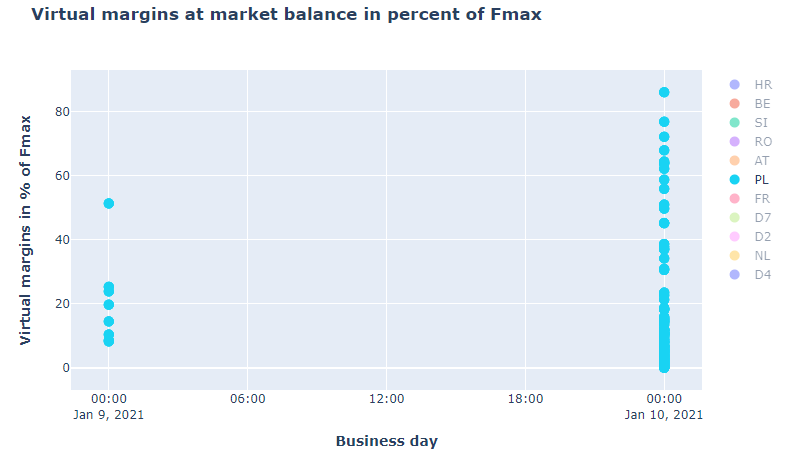 Virtual margins at market balance in percent of Fmax
Virtual margins in % of Fmax
80
60
40
20
0
00:00
Jan 9, 2021
06:00
12:00
18:00
00:00
Jan 10, 2021
Business day
HR
BE
SI
RO
AT
PL
FR
D7
D2
NL
D4